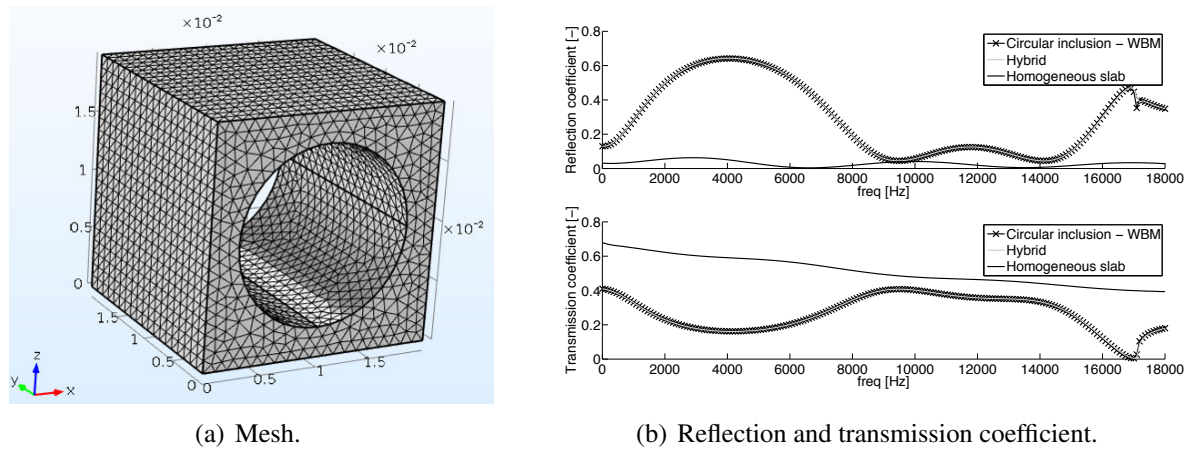 ×10⁻²
×10⁻²
×10⁻²
1.5
1
0.5
0
1.5
1
0.5
0
0
0.5
1
1.5
z
y
x
(a) Mesh.
Reflection coefficient [−]
0.8
0.6
0.4
0.2
0
0 2000 4000 6000 8000 10000 12000 14000 16000 18000
freq [Hz]
Circular inclusion − WBM
Hybrid
Homogeneous slab
Transmission coefficient [−]
0.8
0.6
0.4
0.2
0
0 2000 4000 6000 8000 10000 12000 14000 16000 18000
freq [Hz]
Circular inclusion − WBM
Hybrid
Homogeneous slab
(b) Reflection and transmission coefficient.